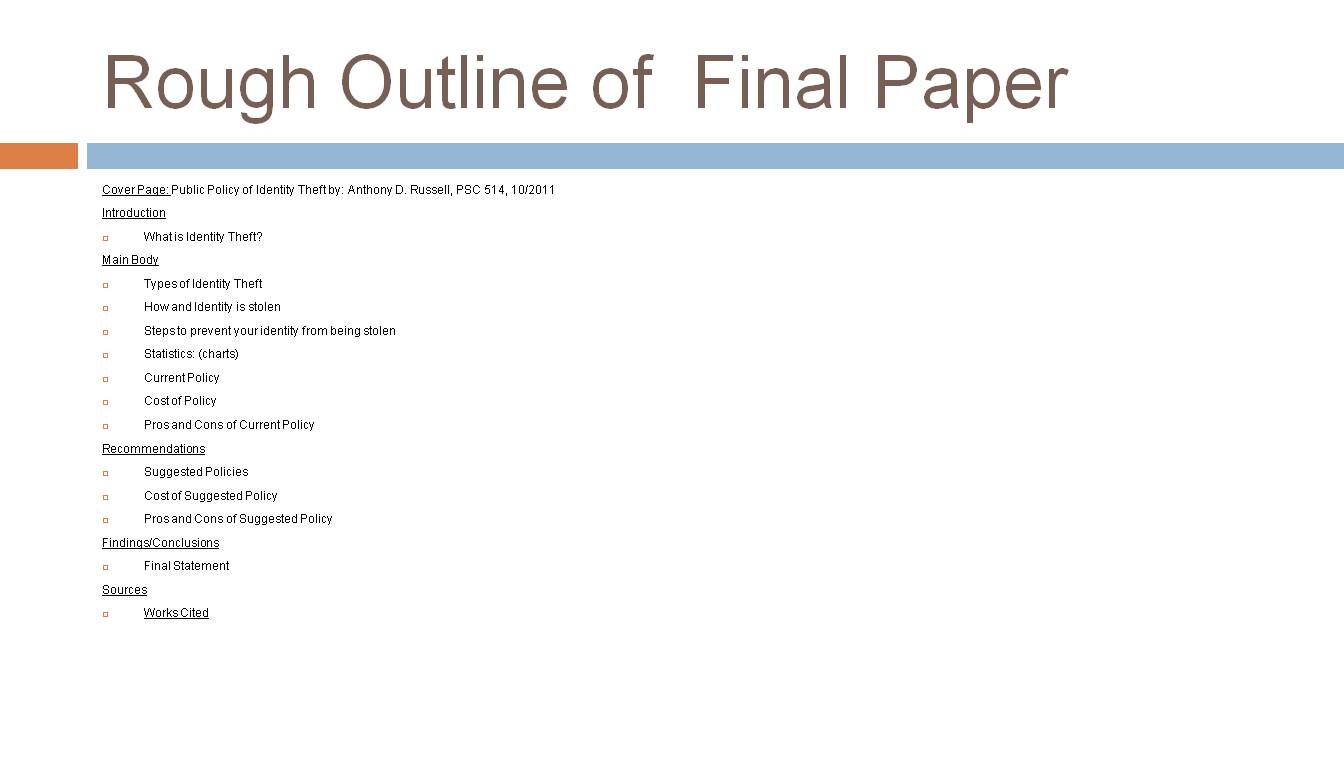 Rough Outline of  Final Paper
Cover Page: Public Policy of Identity Theft by: Anthony D. Russell, PSC 514, 10/2011
Introduction
What is Identity Theft?
Main Body
Types of Identity Theft
How and Identity is stolen
Steps to prevent your identity from being stolen
Statistics: (charts)
Current Policy
Cost of Policy
Pros and Cons of Current Policy
Recommendations
Suggested Policies
Cost of Suggested Policy
Pros and Cons of Suggested Policy
Findings/Conclusions
Final Statement
Sources
Works Cited